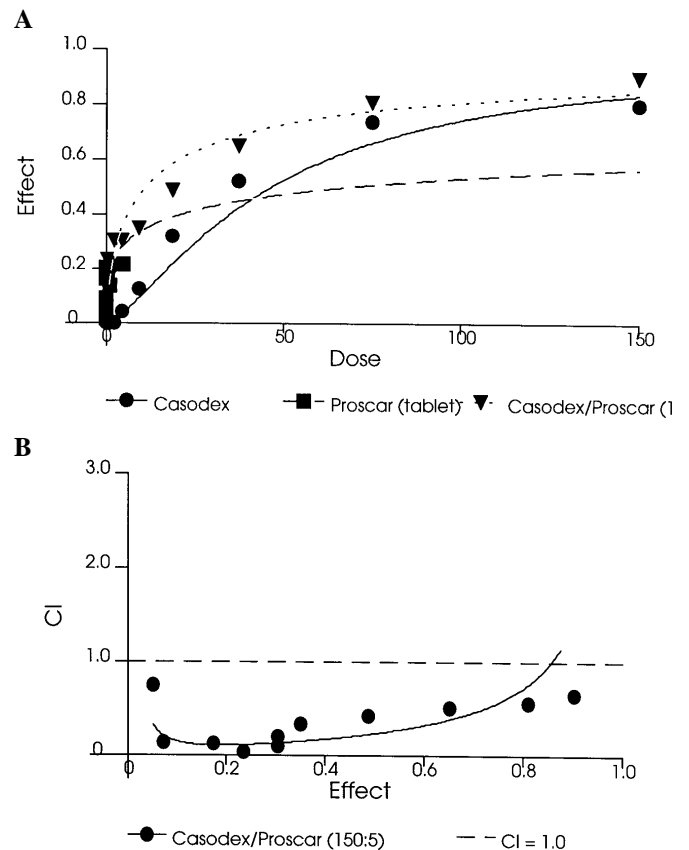 A
1.0
0.8
0.6
0.4
0.2
0
Effect
0 50 100 150
Dose
Casodex Proscar (tablet) Casodex/Proscar (1
B
3.0
2.0
1.0
0
CI
0 0.2 0.4 0.6 0.8 1.0
Effect
Casodex/Proscar (150:5) CI = 1.0